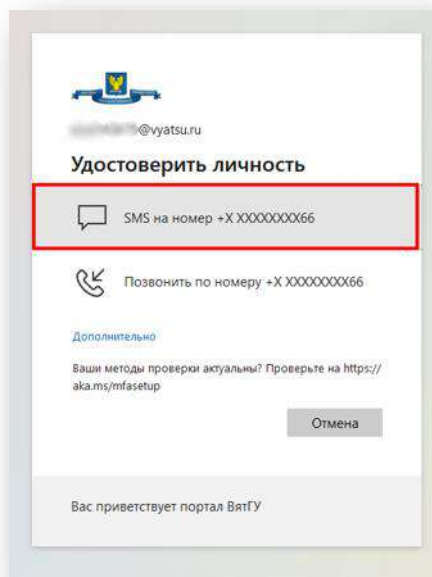 @vyatsu.ru
Удостоверить личность
SMS на номер +X XXXXXXXX66
Позвонить по номеру +X XXXXXXXX66
Дополнительно
Ваши методы проверки актуальны? Проверьте на https://
aka.ms/mfasetup
Отмена
Вас приветствует портал ВятГУ